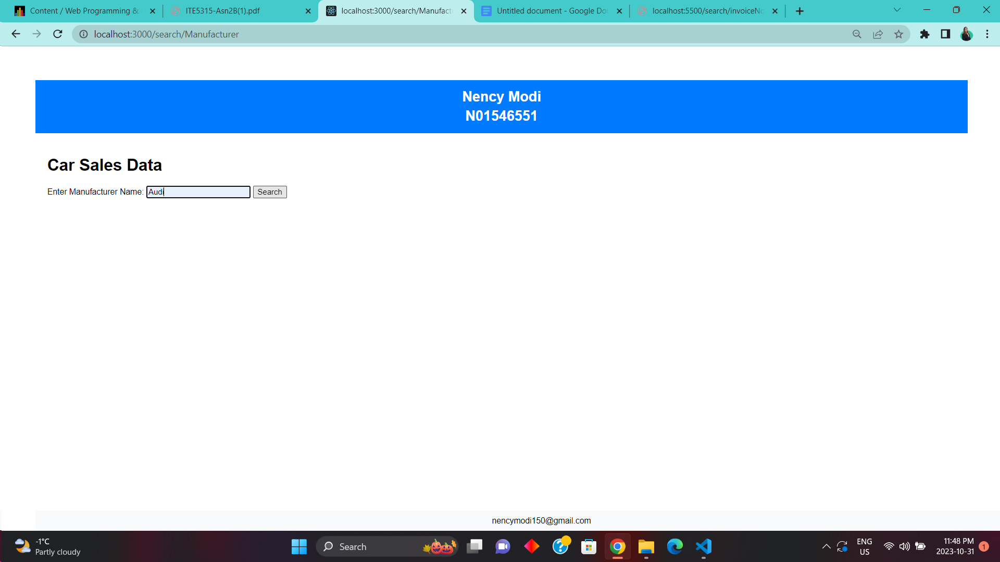 Content / Web Programming &
ITE5315-Asn2B(1).pdf
localhost:3000/search/Manufact
Untitled document - Google Do
localhost:5500/search/invoiceNo
localhost:3000/search/Manufacturer
Nency Modi
N01546551
Car Sales Data
Enter Manufacturer Name: Audi Search
nencymodi150@gmail.com
-1°C
Partly cloudy
Search
ENG
US
11:48 PM
2023-10-31
1